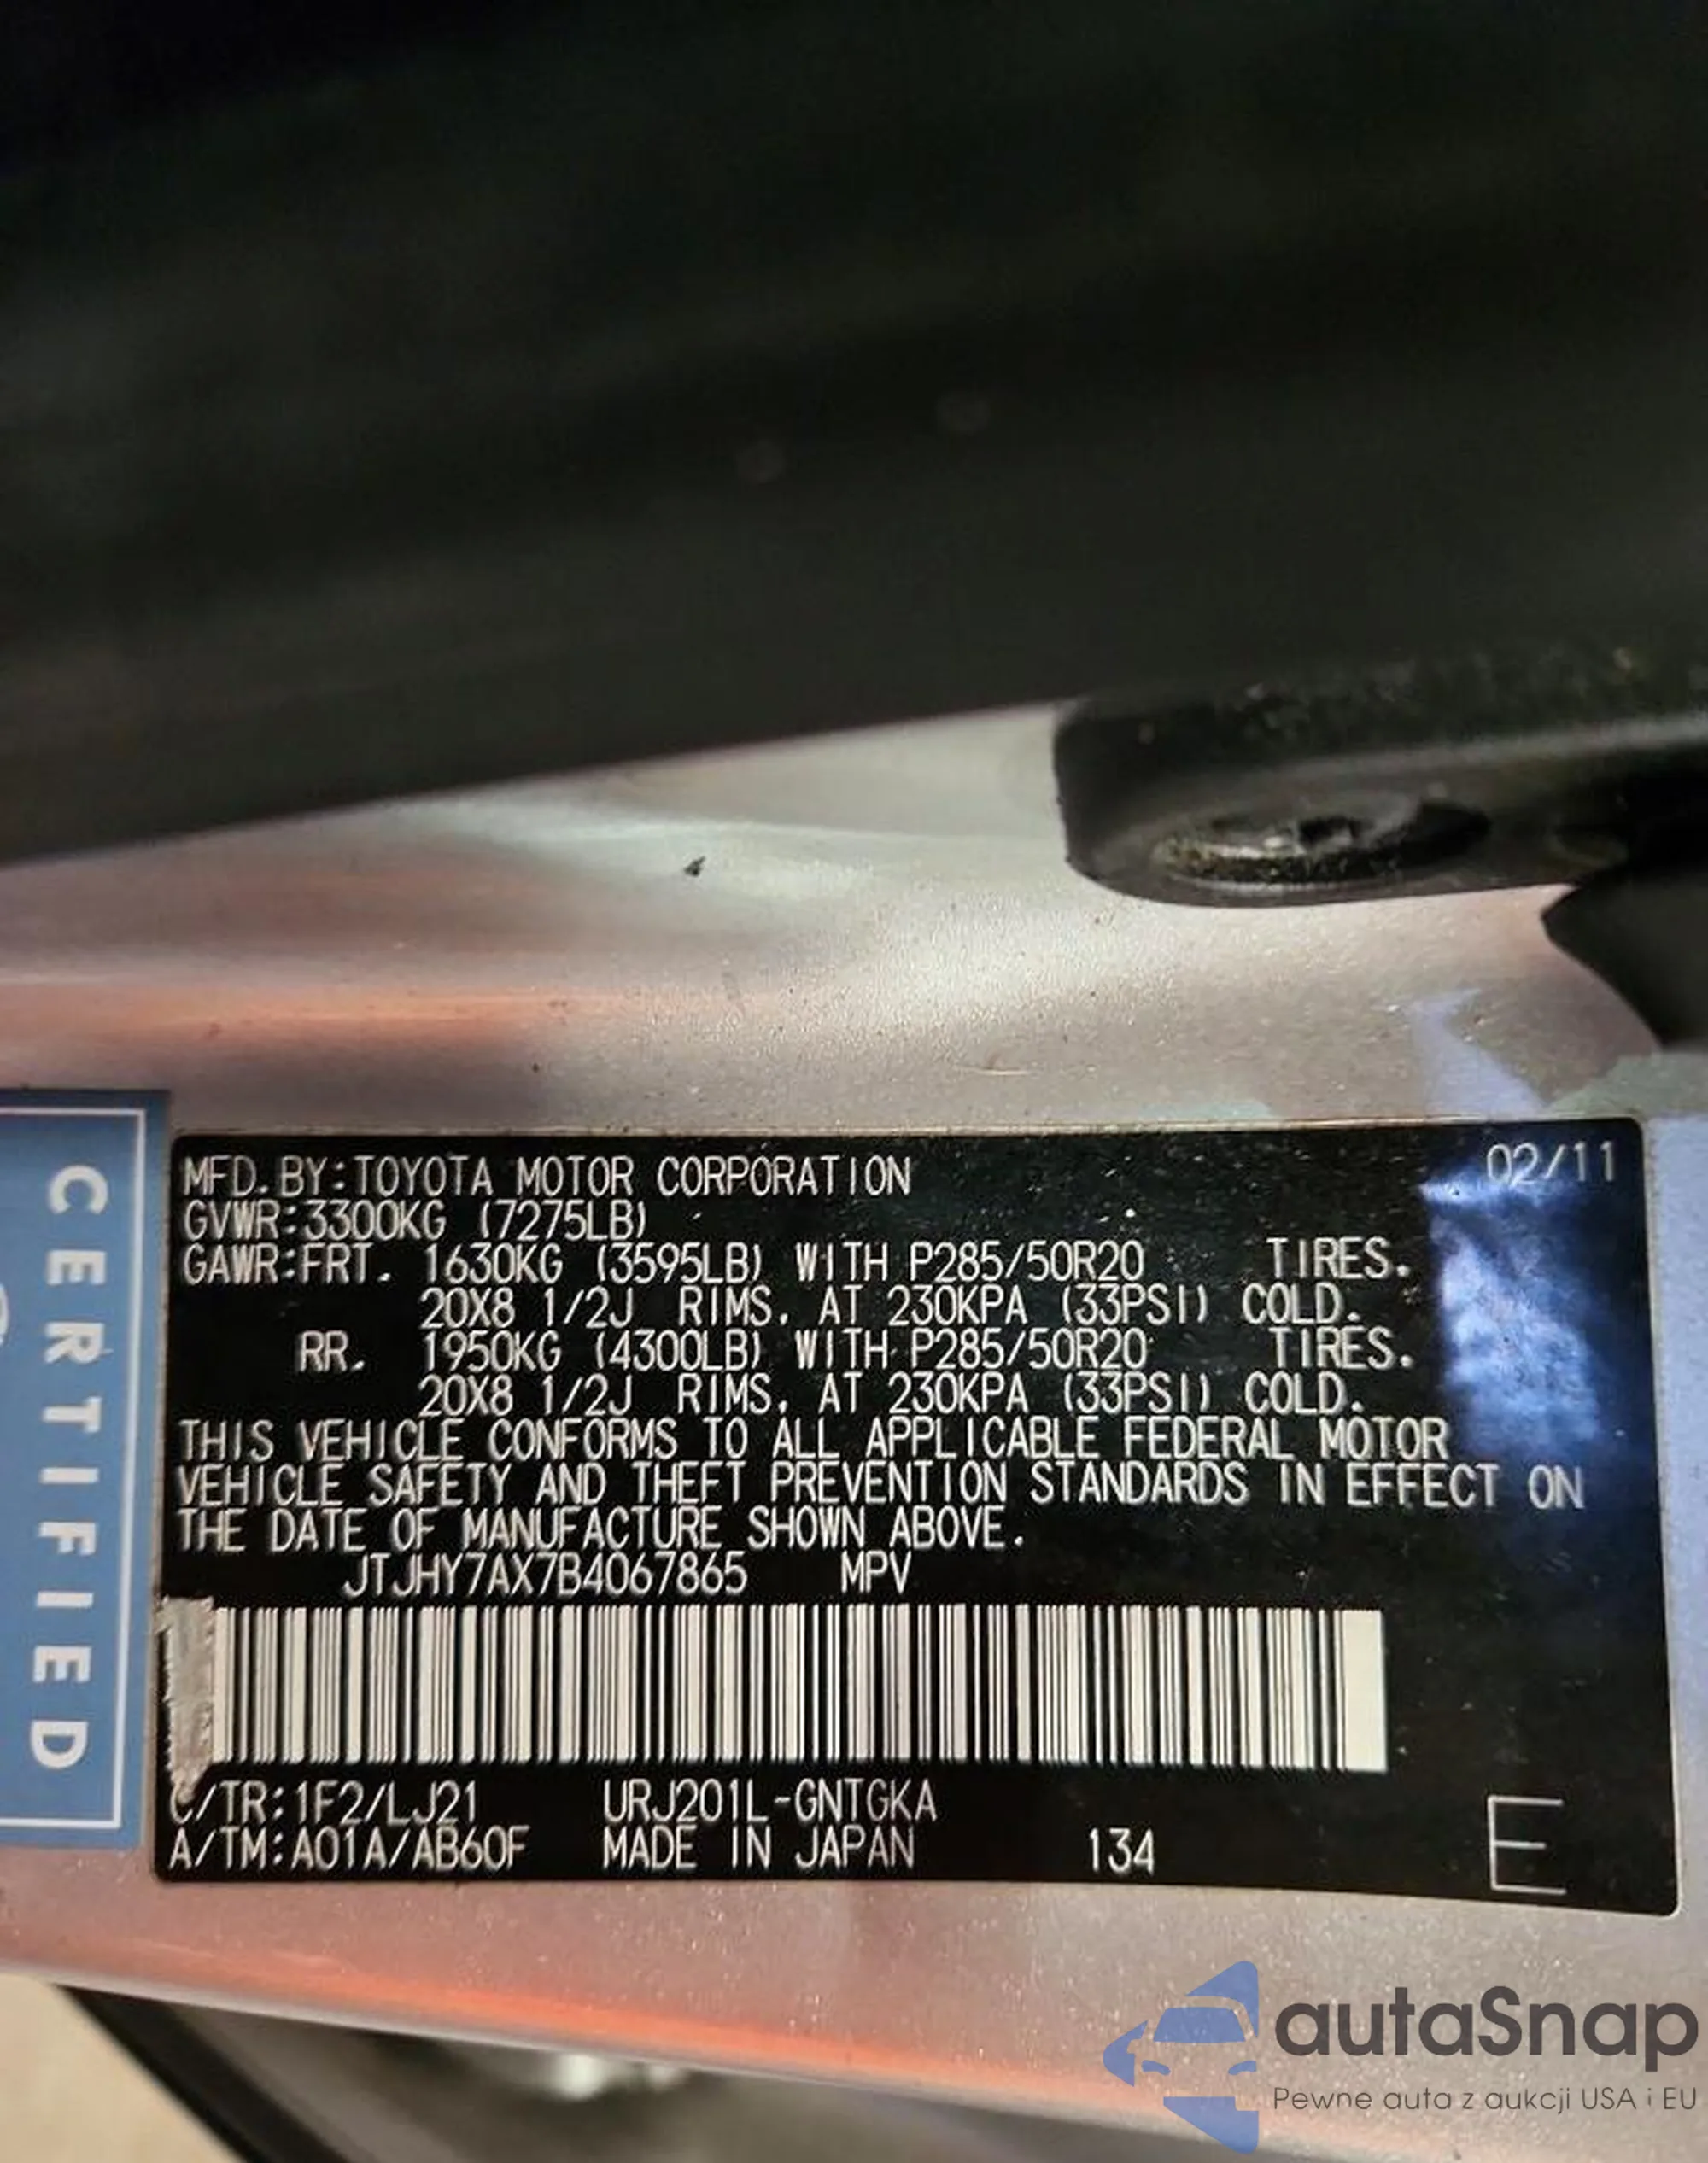 CERTIFIED
MFD.BY:TOYOTA MOTOR CORPORATION 02/11
GVWR:3300KG (7275LB)
GAWR:FRT. 1630KG (3595LB) WITH P285/50R20 TIRES.
20X8 1/2J RIMS, AT 230KPA (33PSI) COLD.
RR. 1950KG (4300LB) WITH P285/50R20 TIRES.
20X8 1/2J RIMS, AT 230KPA (33PSI) COLD.
THIS VEHICLE CONFORMS TO ALL APPLICABLE FEDERAL MOTOR
VEHICLE SAFETY AND THEFT PREVENTION STANDARDS IN EFFECT ON
THE DATE OF MANUFACTURE SHOWN ABOVE.
JTJHY7AX7B4067865 MPV
C/TR:1F2/LJ21 URJ201L-GNTGKA
A/TM:A01A/AB60F MADE IN JAPAN 134 E
autaSnap
Pewne auta z aukcji USA i EU